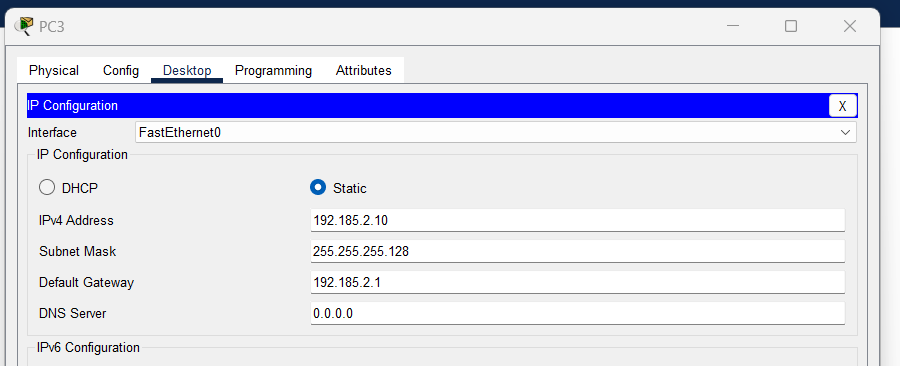 PC3
Physical Config Desktop Programming Attributes
IP Configuration X
Interface FastEthernet0
IP Configuration
DHCP Static
IPv4 Address 192.185.2.10
Subnet Mask 255.255.255.128
Default Gateway 192.185.2.1
DNS Server 0.0.0.0
IPv6 Configuration